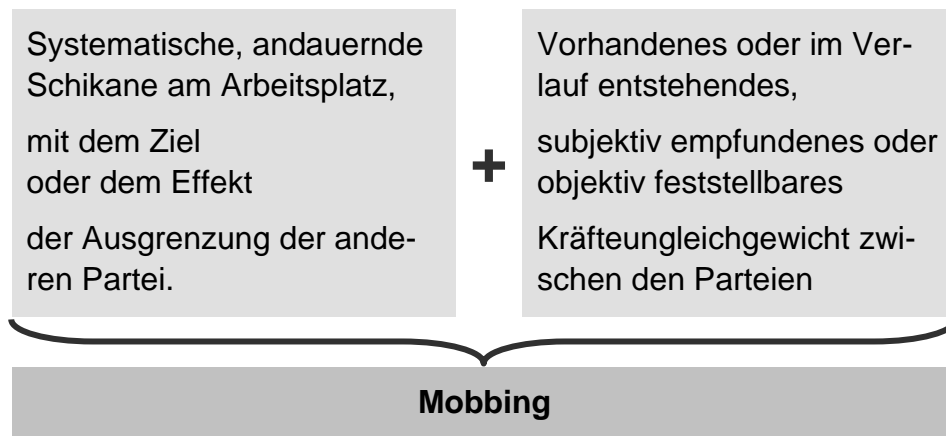 Systematische, andauernde
Schikane am Arbeitsplatz,
mit dem Ziel
oder dem Effekt
der Ausgrenzung der ande-
ren Partei.
+
Vorhandenes oder im Ver-
lauf entstehendes,
subjektiv empfundenes oder
objektiv feststellbares
Kräfteungleichgewicht zwi-
schen den Parteien
Mobbing